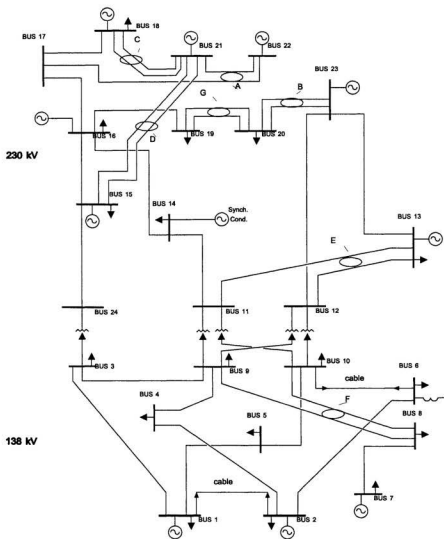 BUS 18
BUS 17
BUS 21
BUS 22
C
A
BUS 23
G
B
BUS 16
BUS 19
BUS 20
D
230 kV
BUS 15
BUS 14
Synch.
Cond.
BUS 13
E
BUS 24
BUS 11
BUS 12
BUS 3
BUS 9
BUS 10
BUS 6
cable
BUS 4
F
BUS 8
BUS 5
138 kV
cable
BUS 7
BUS 1
BUS 2